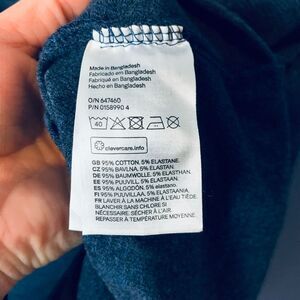 Made in Bangladesh
Fabricado en Bangladesh
Fabriqué en Bangladesh
Hecho en Bangladesh
O/N 647460
P/N 0158990 4
40
clevercare.info
GB 95% COTTON. 5% ELASTANE.
CZ 95% BAVLNA. 5% ELASTAN
DE 95% BAUMWOLLE. 5% ELASTHAN.
EE 95% PUUVILL. 5% ELASTAAN.
ES 95% ALGODÓN. 5% elastano.
FI 95% PUUVILLA. 5% ELASTAANI
FR LAVER À LA MACHINE À L'EAU TIÈDE.
BLANCHIR SANS CHLORE SI
NÉCESSAIRE. SÉCHER À L'AIR
REPASSER À TEMPÉRATURE MOYENNE.